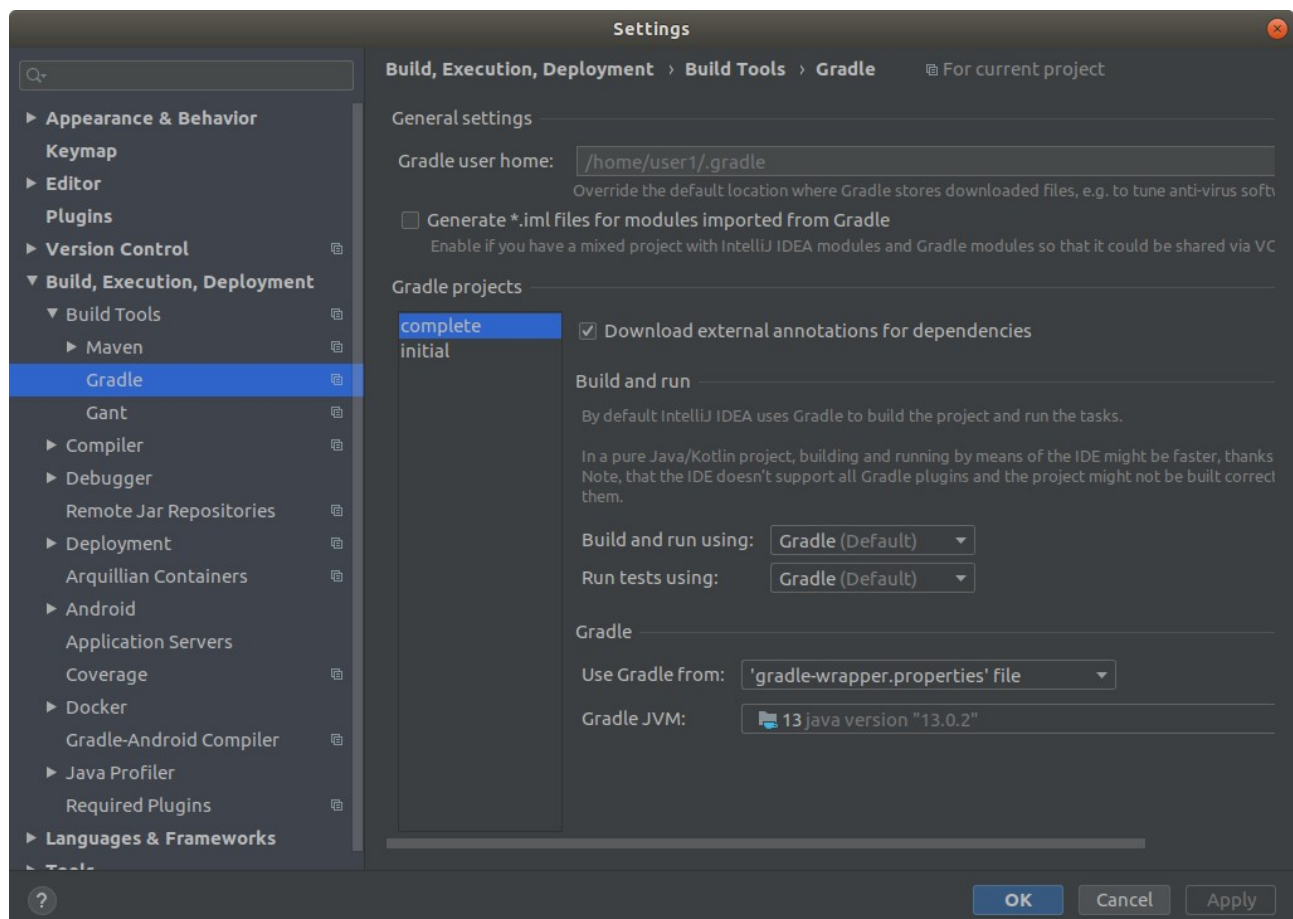 Settings
Build, Execution, Deployment › Build Tools › Gradle For current project
Appearance & Behavior
Keymap
Editor
Plugins
Version Control
Build, Execution, Deployment
Build Tools
Maven
Gradle
Gant
Compiler
Debugger
Remote Jar Repositories
Deployment
Arquillian Containers
Android
Application Servers
Coverage
Docker
Gradle-Android Compiler
Java Profiler
Required Plugins
Languages & Frameworks
Tools
General settings
Gradle user home: /home/user1/.gradle
Override the default location where Gradle stores downloaded files, e.g. to tune anti-virus
Generate *.iml files for modules imported from Gradle
Enable if you have a mixed project with IntelliJ IDEA modules and Gradle modules so that it could be shared via VC
Gradle projects
complete
initial
Download external annotations for dependencies
Build and run
By default IntelliJ IDEA uses Gradle to build the project and run the tasks.
In a pure Java/Kotlin project, building and running by means of the IDE might be faster, thanks
Note, that the IDE doesn't support all Gradle plugins and the project might not be built correct
them.
Build and run using: Gradle (Default)
Run tests using: Gradle (Default)
Gradle
Use Gradle from: 'gradle-wrapper.properties' file
Gradle JVM: 13 java version "13.0.2"
? OK Cancel Apply